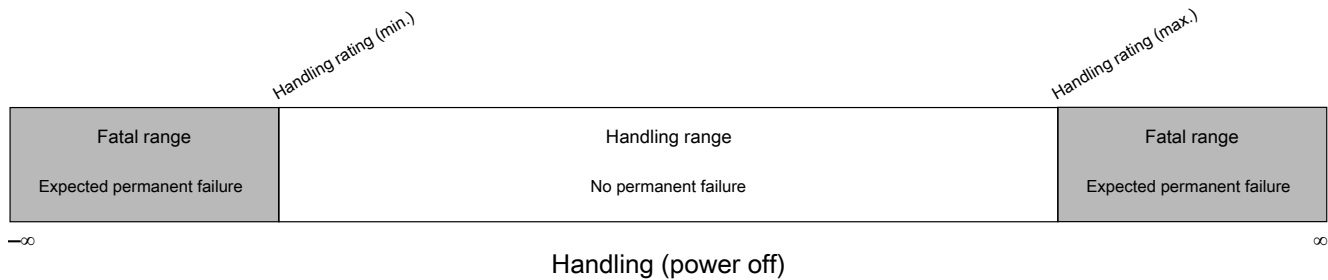 Handling rating (min.)
Handling rating (max.)
Fatal range
Handling range
Fatal range
Expected permanent failure
No permanent failure
Expected permanent failure
–∞
∞
Handling (power off)